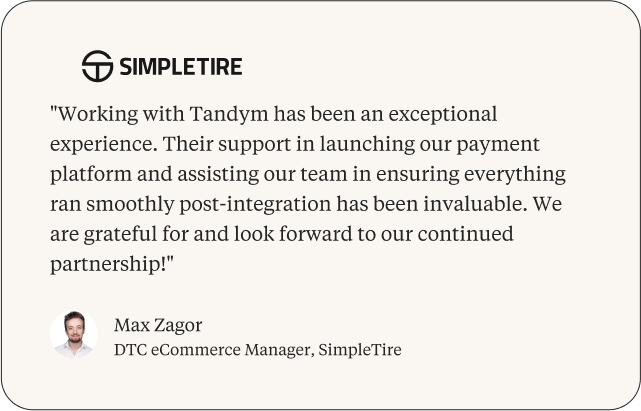 SIMPLETIRE
"Working with Tandym has been an exceptional
experience. Their support in launching our payment
platform and assisting our team in ensuring everything
ran smoothly post-integration has been invaluable. We
are grateful for and look forward to our continued
partnership!"
Max Zagor
DTC eCommerce Manager, SimpleTire